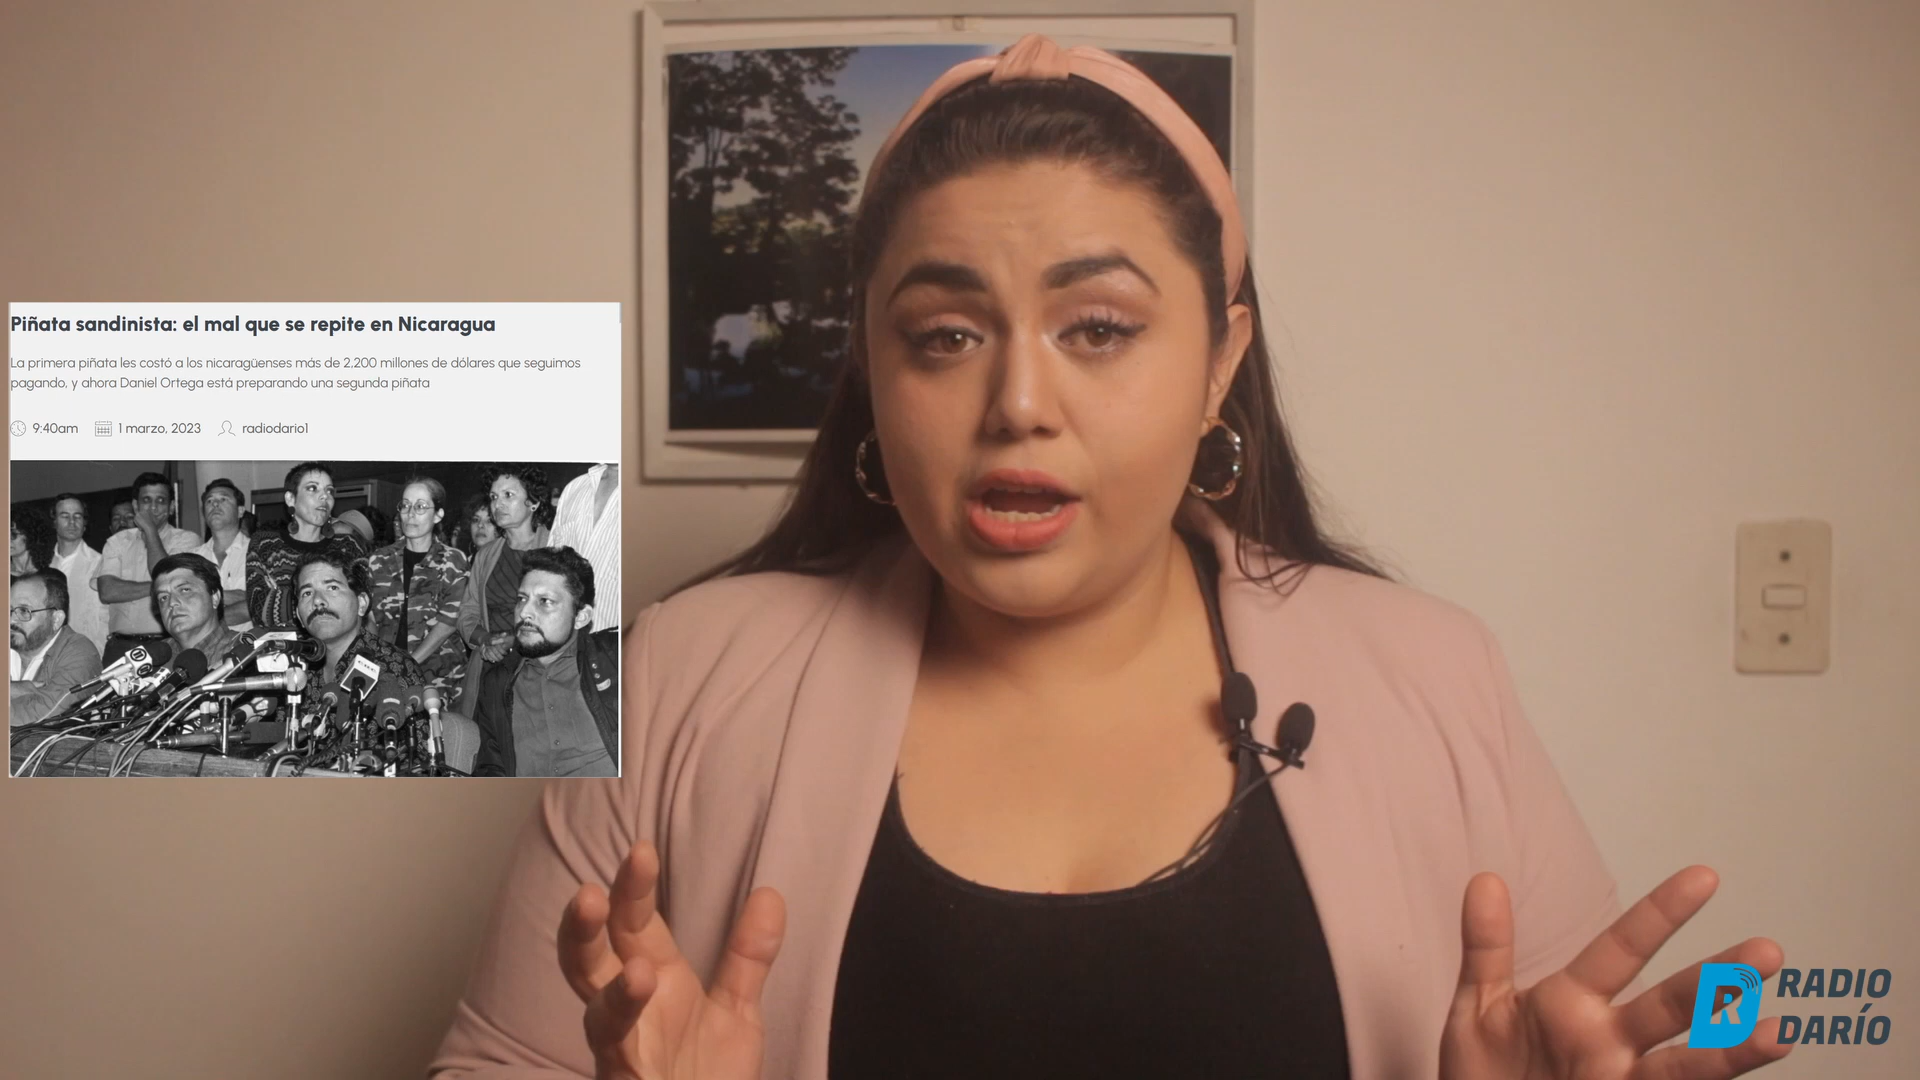 Piñata sandinista: el mal que se repite en Nicaragua
La primera piñata les costó a los nicaragüenses más de 2,200 millones de dólares que seguimos
pagando, y ahora Daniel Ortega está preparando una segunda piñata
9:40am 1 marzo, 2023 radiodario1
RADIO
DARÍO